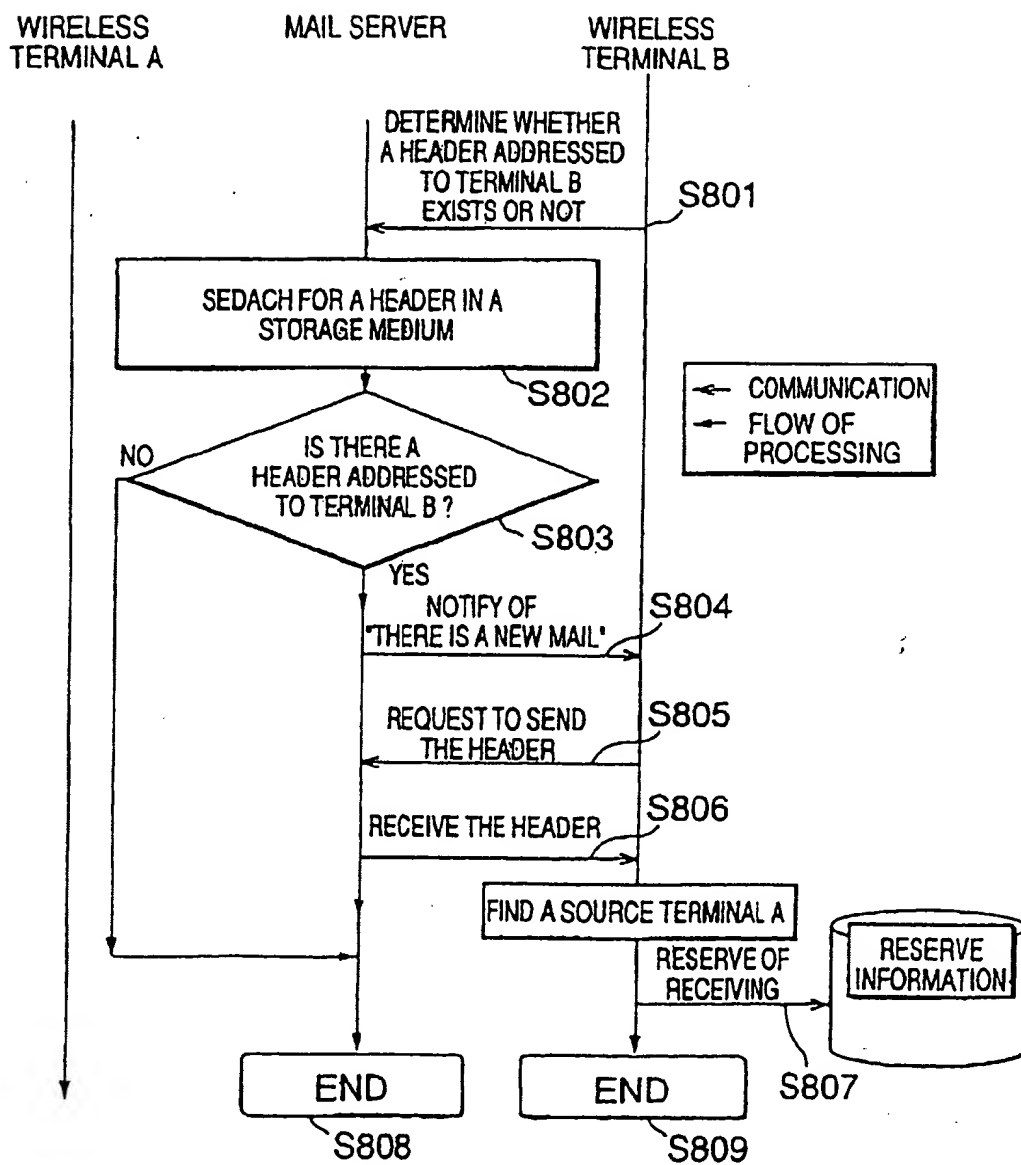 WIRELESS
TERMINAL A
MAIL SERVER
WIRELESS
TERMINAL B
DETERMINE WHETHER
A HEADER ADDRESSED
TO TERMINAL B
EXISTS OR NOT
S801
SEDACH FOR A HEADER IN A
STORAGE MEDIUM
S802
COMMUNICATION
FLOW OF
PROCESSING
NO
IS THERE A
HEADER ADDRESSED
TO TERMINAL B ?
S803
YES
NOTIFY OF
"THERE IS A NEW MAIL"
S804
REQUEST TO SEND
THE HEADER
S805
RECEIVE THE HEADER
S806
FIND A SOURCE TERMINAL A
RESERVE OF
RECEIVING
RESERVE
INFORMATION
S807
END
END
S808
S809